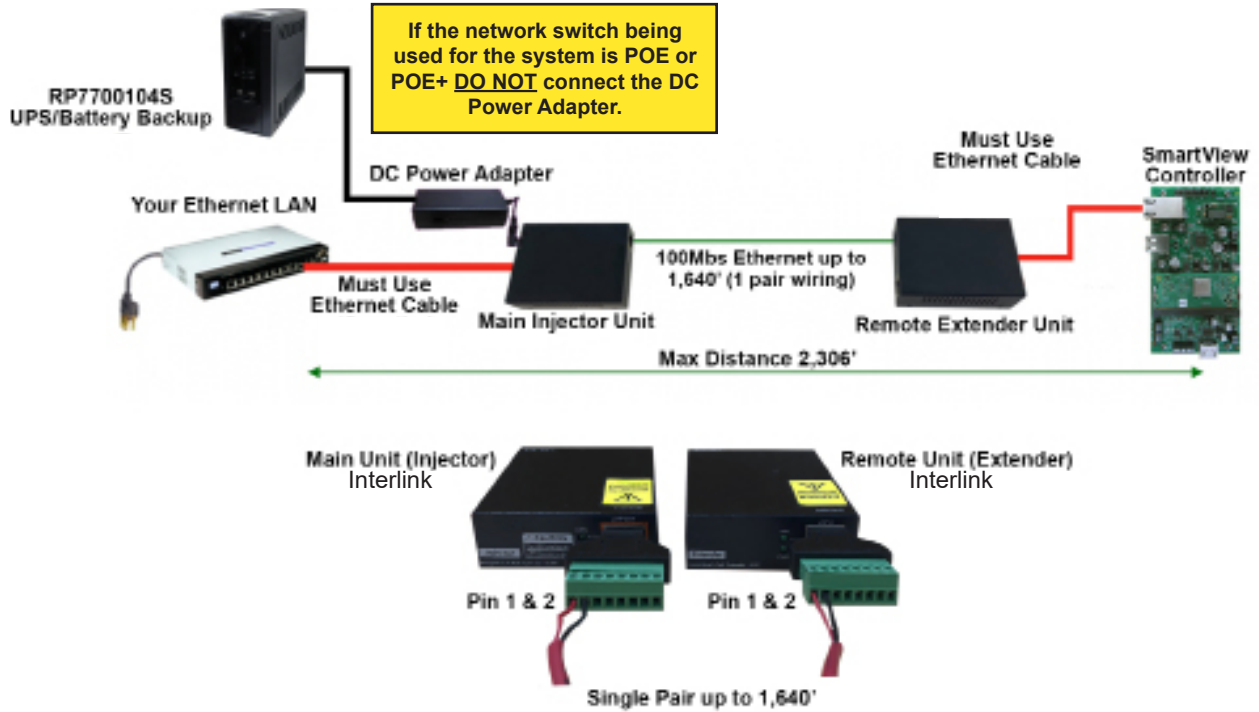 If the network switch being
used for the system is POE or
POE+ DO NOT connect the DC
Power Adapter.
RP7700104S
UPS/Battery Backup
Must Use
Ethernet Cable
SmartView
Controller
DC Power Adapter
Your Ethernet LAN
100Mbs Ethernet up to
1,640' (1 pair wiring)
Must Use
Ethernet Cable
Main Injector Unit
Remote Extender Unit
Max Distance 2,306'
Main Unit (Injector)
Interlink
Remote Unit (Extender)
Interlink
Pin 1 & 2
Pin 1 & 2
Single Pair up to 1,640'